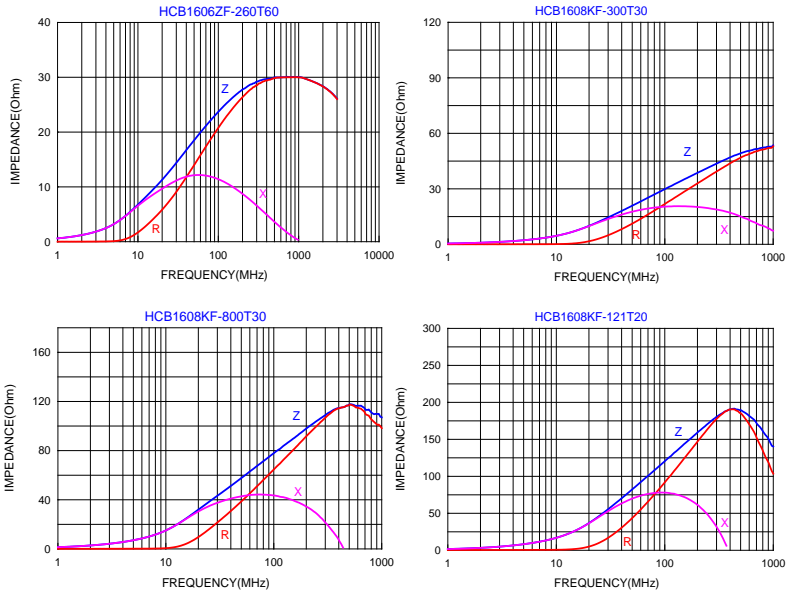 HCB1606ZF-260T60
40
30
20
10
0
IMPEDANCE(Ohm)
Z
X
R
1
10
100
1000
10000
FREQUENCY(MHz)
HCB1608KF-300T30
120
90
60
30
0
IMPEDANCE(Ohm)
Z
R
X
1
10
100
1000
FREQUENCY(MHz)
HCB1608KF-800T30
160
120
80
40
0
IMPEDANCE(Ohm)
Z
X
R
1
10
100
1000
FREQUENCY(MHz)
HCB1608KF-121T20
300
250
200
150
100
50
0
IMPEDANCE(Ohm)
Z
X
R
1
10
100
1000
FREQUENCY(MHz)